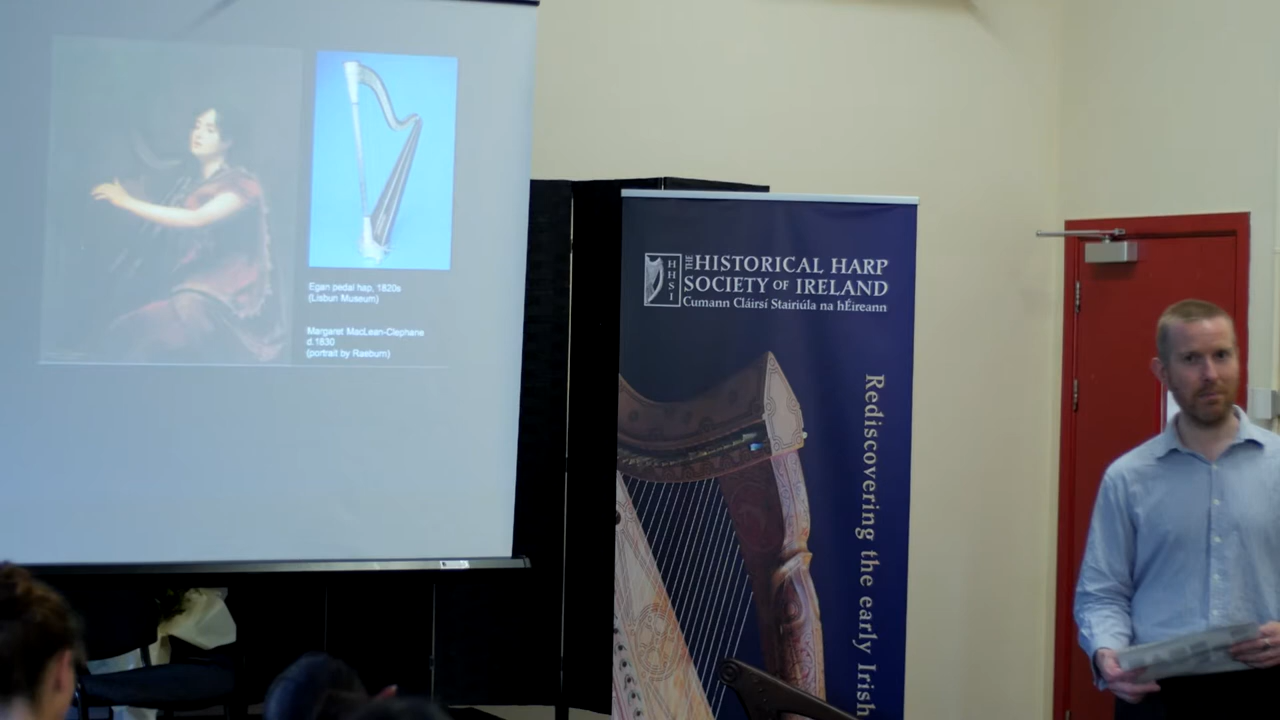 Egan pedal hap, 1820s
(Lisbun Museum)
Margaret MacLean-Clephane
d.1830
(portrait by Raeburn)
HHSI
THE HISTORICAL HARP
SOCIETY OF IRELAND
Cumann Cláirsí Stairiúla na hÉireann
Rediscovering the early Irish